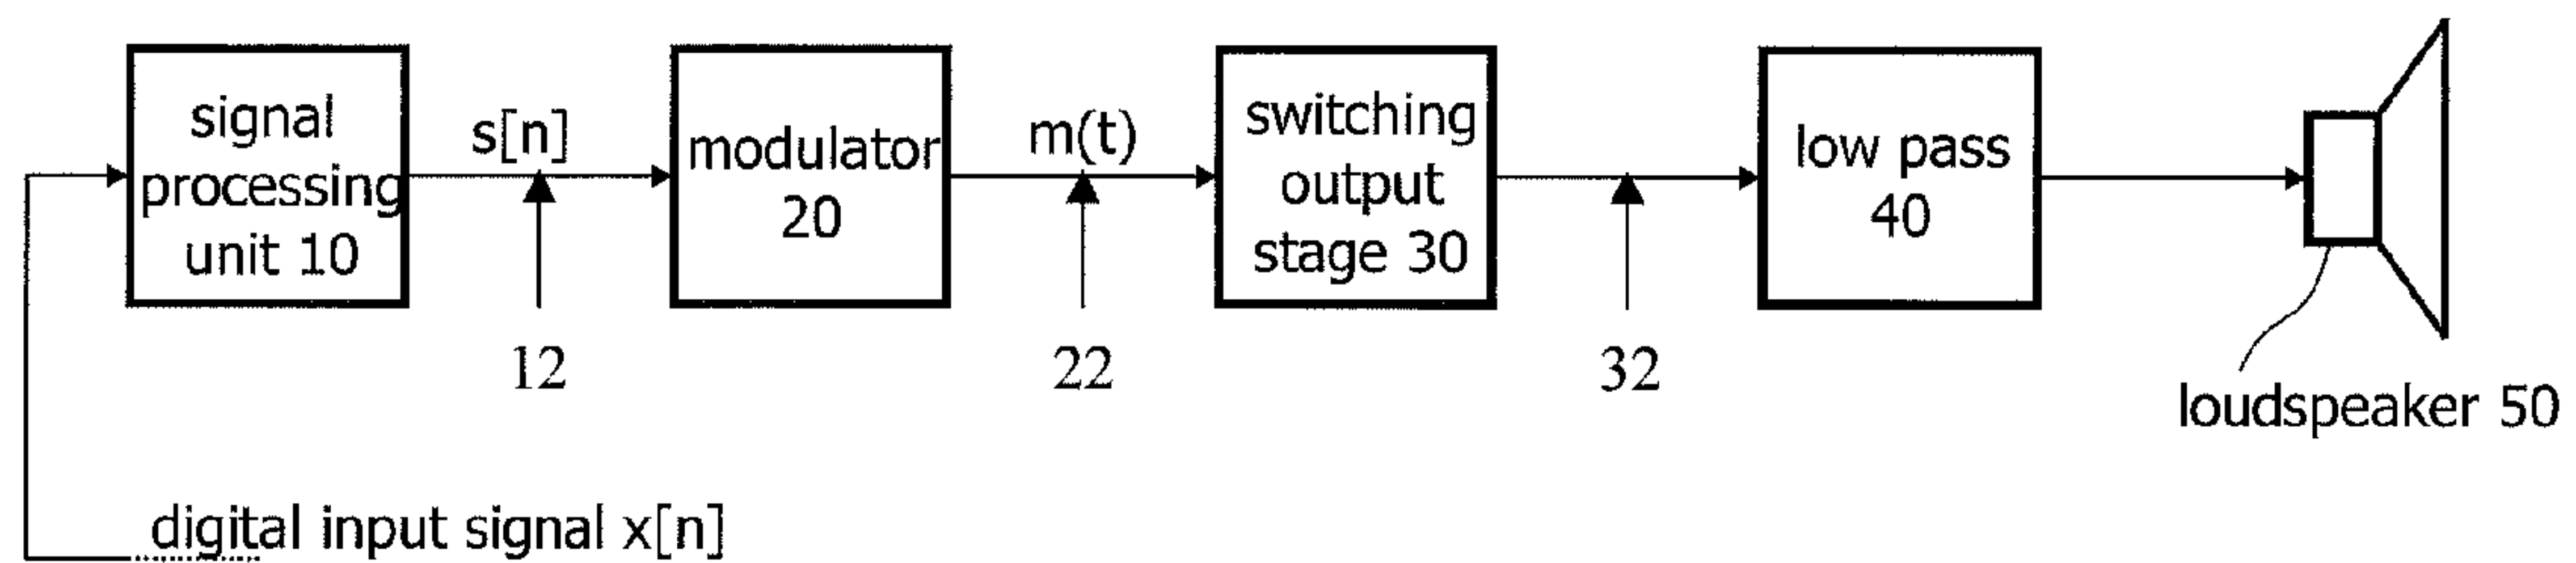 signal
processing
unit 10
s[n]
modulator
20
m(t)
switching
output
stage 30
low pass
40
12
22
32
loudspeaker 50
digital input signal x[n]